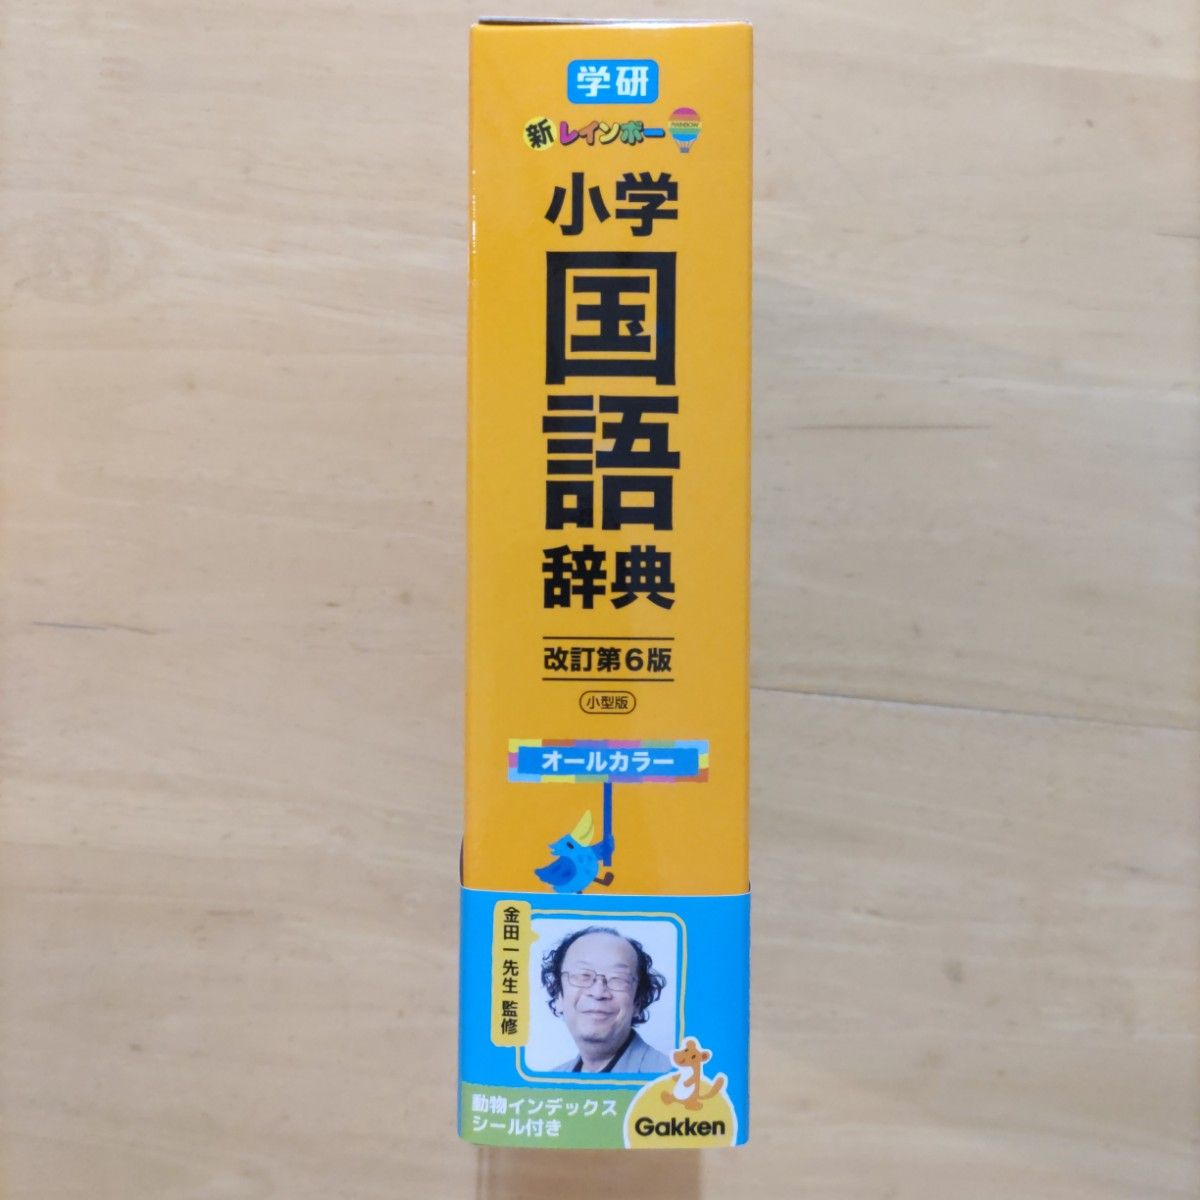 学研
新レインボー
RAINBOW
小学
国
語
辞典
改訂第6版
小型版
オールカラー
金田一先生 監修
動物インデックス
シール付き
Gakken